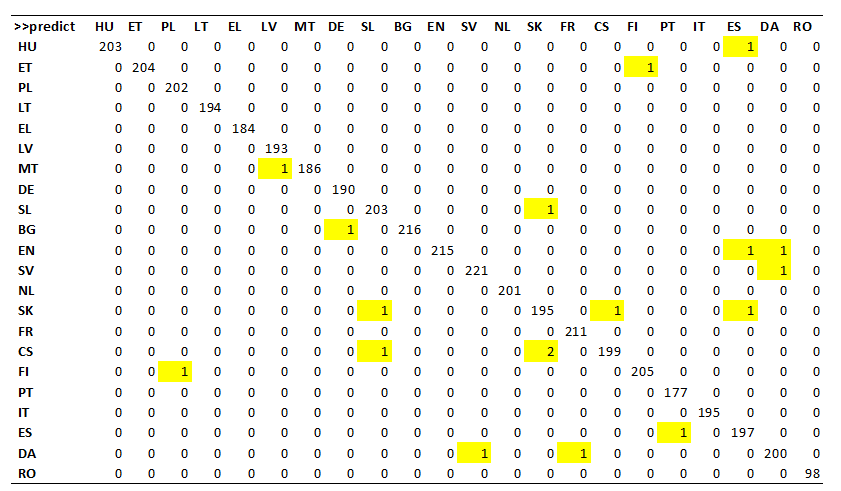 >>predict HU ET PL LT EL LV MT DE SL BG EN SV NL SK FR CS FI PT IT ES DA RO
HU 203 0 0 0 0 0 0 0 0 0 0 0 0 0 0 0 0 0 0 1 0 0
ET 0 204 0 0 0 0 0 0 0 0 0 0 0 0 0 0 1 0 0 0 0 0
PL 0 0 202 0 0 0 0 0 0 0 0 0 0 0 0 0 0 0 0 0 0 0
LT 0 0 0 194 0 0 0 0 0 0 0 0 0 0 0 0 0 0 0 0 0 0
EL 0 0 0 0 184 0 0 0 0 0 0 0 0 0 0 0 0 0 0 0 0 0
LV 0 0 0 0 0 193 0 0 0 0 0 0 0 0 0 0 0 0 0 0 0 0
MT 0 0 0 0 0 1 186 0 0 0 0 0 0 0 0 0 0 0 0 0 0 0
DE 0 0 0 0 0 0 0 190 0 0 0 0 0 0 0 0 0 0 0 0 0 0
SL 0 0 0 0 0 0 0 0 203 0 0 0 0 1 0 0 0 0 0 0 0 0
BG 0 0 0 0 0 0 0 1 0 216 0 0 0 0 0 0 0 0 0 0 0 0
EN 0 0 0 0 0 0 0 0 0 0 215 0 0 0 0 0 0 0 0 1 1 0
SV 0 0 0 0 0 0 0 0 0 0 0 221 0 0 0 0 0 0 0 0 1 0
NL 0 0 0 0 0 0 0 0 0 0 0 0 201 0 0 0 0 0 0 0 0 0
SK 0 0 0 0 0 0 0 0 1 0 0 0 0 195 0 1 0 0 0 1 0 0
FR 0 0 0 0 0 0 0 0 0 0 0 0 0 0 211 0 0 0 0 0 0 0
CS 0 0 0 0 0 0 0 0 1 0 0 0 0 2 0 199 0 0 0 0 0 0
FI 0 0 1 0 0 0 0 0 0 0 0 0 0 0 0 0 205 0 0 0 0 0
PT 0 0 0 0 0 0 0 0 0 0 0 0 0 0 0 0 0 177 0 0 0 0
IT 0 0 0 0 0 0 0 0 0 0 0 0 0 0 0 0 0 0 195 0 0 0
ES 0 0 0 0 0 0 0 0 0 0 0 0 0 0 0 0 0 1 0 197 0 0
DA 0 0 0 0 0 0 0 0 0 0 0 1 0 0 1 0 0 0 0 0 200 0
RO 0 0 0 0 0 0 0 0 0 0 0 0 0 0 0 0 0 0 0 0 0 98